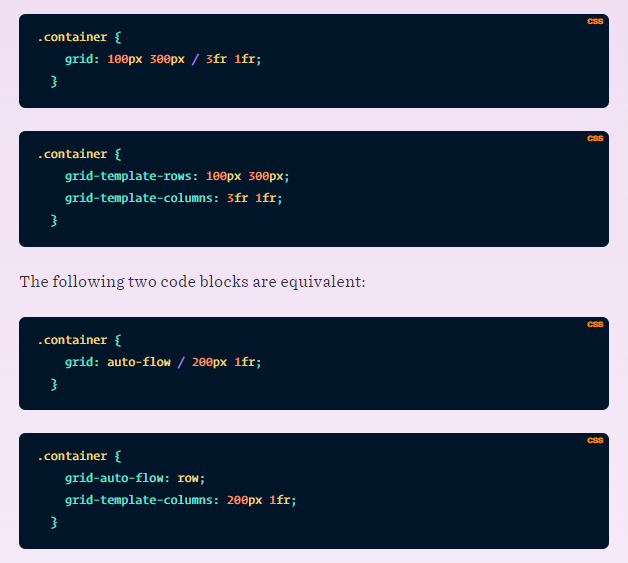 css
.container {
grid: 100px 300px / 3fr 1fr;
}
css
.container {
grid-template-rows: 100px 300px;
grid-template-columns: 3fr 1fr;
}
The following two code blocks are equivalent:
css
.container {
grid: auto-flow / 200px 1fr;
}
css
.container {
grid-auto-flow: row;
grid-template-columns: 200px 1fr;
}